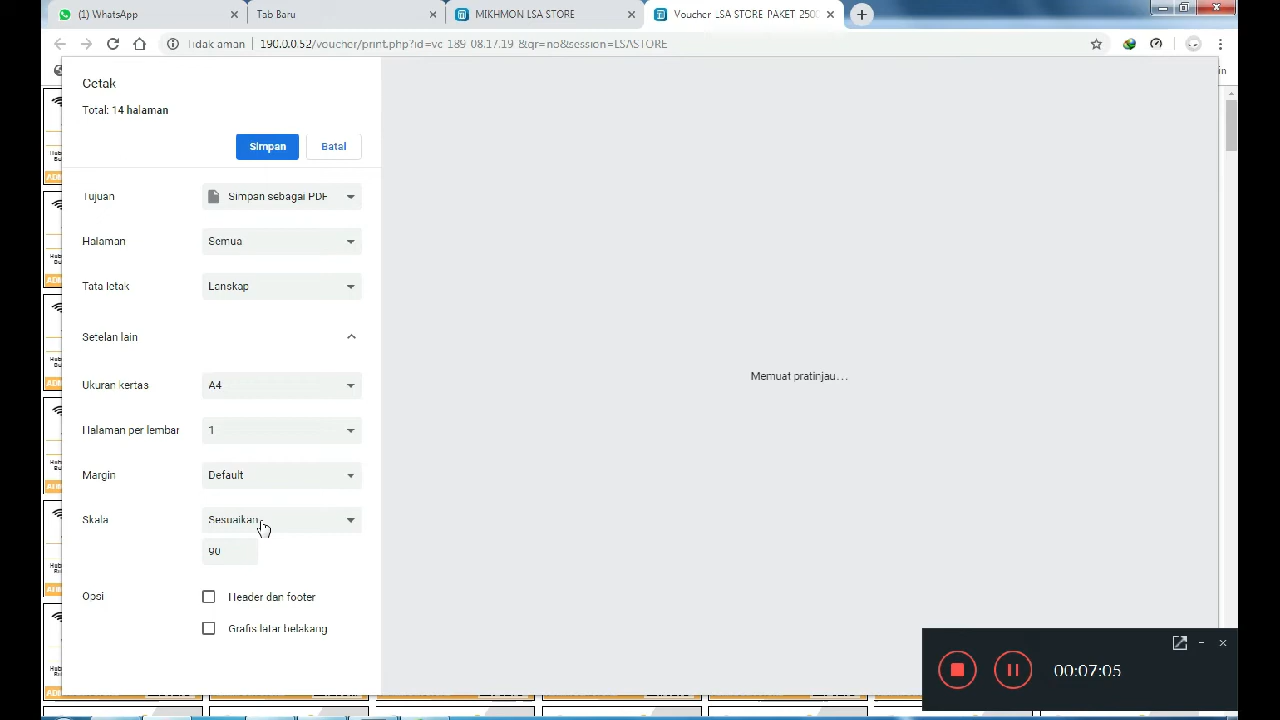 (1) WhatsApp
Tab Baru
MIKHMON LSA STORE
Voucher-LSA STORE-PAKET-2500
Tidak aman
190.0.0.52/voucher/print.php?id=vc-189-08.17.19-&qr=no&session=LSASTORE
Cetak
Total: 14 halaman
Simpan
Batal
Tujuan
Simpan sebagai PDF
Halaman
Semua
Tata letak
Lanskap
Setelan lain
Ukuran kertas
A4
Halaman per lembar
1
Margin
Default
Skala
Sesuaikan
90
Opsi
Header dan footer
Grafis latar belakang
Memuat pratinjau...
00:07:05